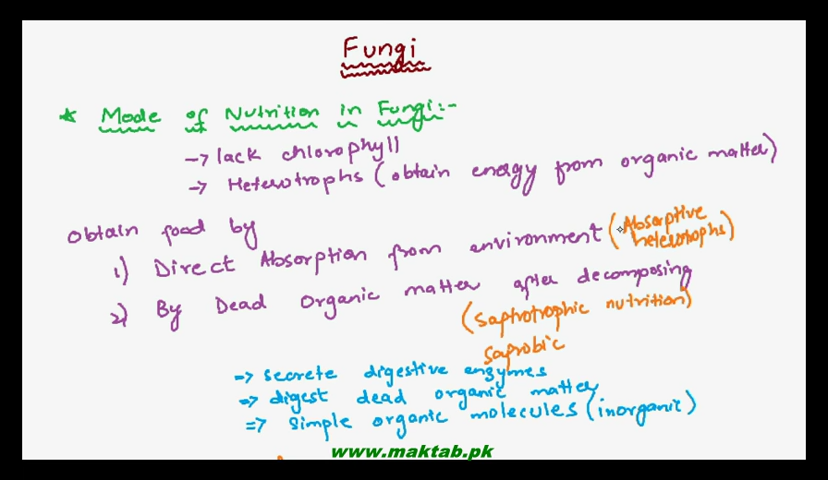 Fungi
* Mode of Nutrition in Fungi:-
-> lack chlorophyll
-> Heterotrophs (obtain energy from organic matter)
Obtain food by
1) Direct Absorption from environment (Absorptive heterotrophs)
2) By Dead Organic matter after decomposing
(Saprotrophic nutrition)
Saprobic
=> secrete digestive enzymes
=> digest dead organic matter
=> simple organic molecules (inorganic)
www.maktab.pk